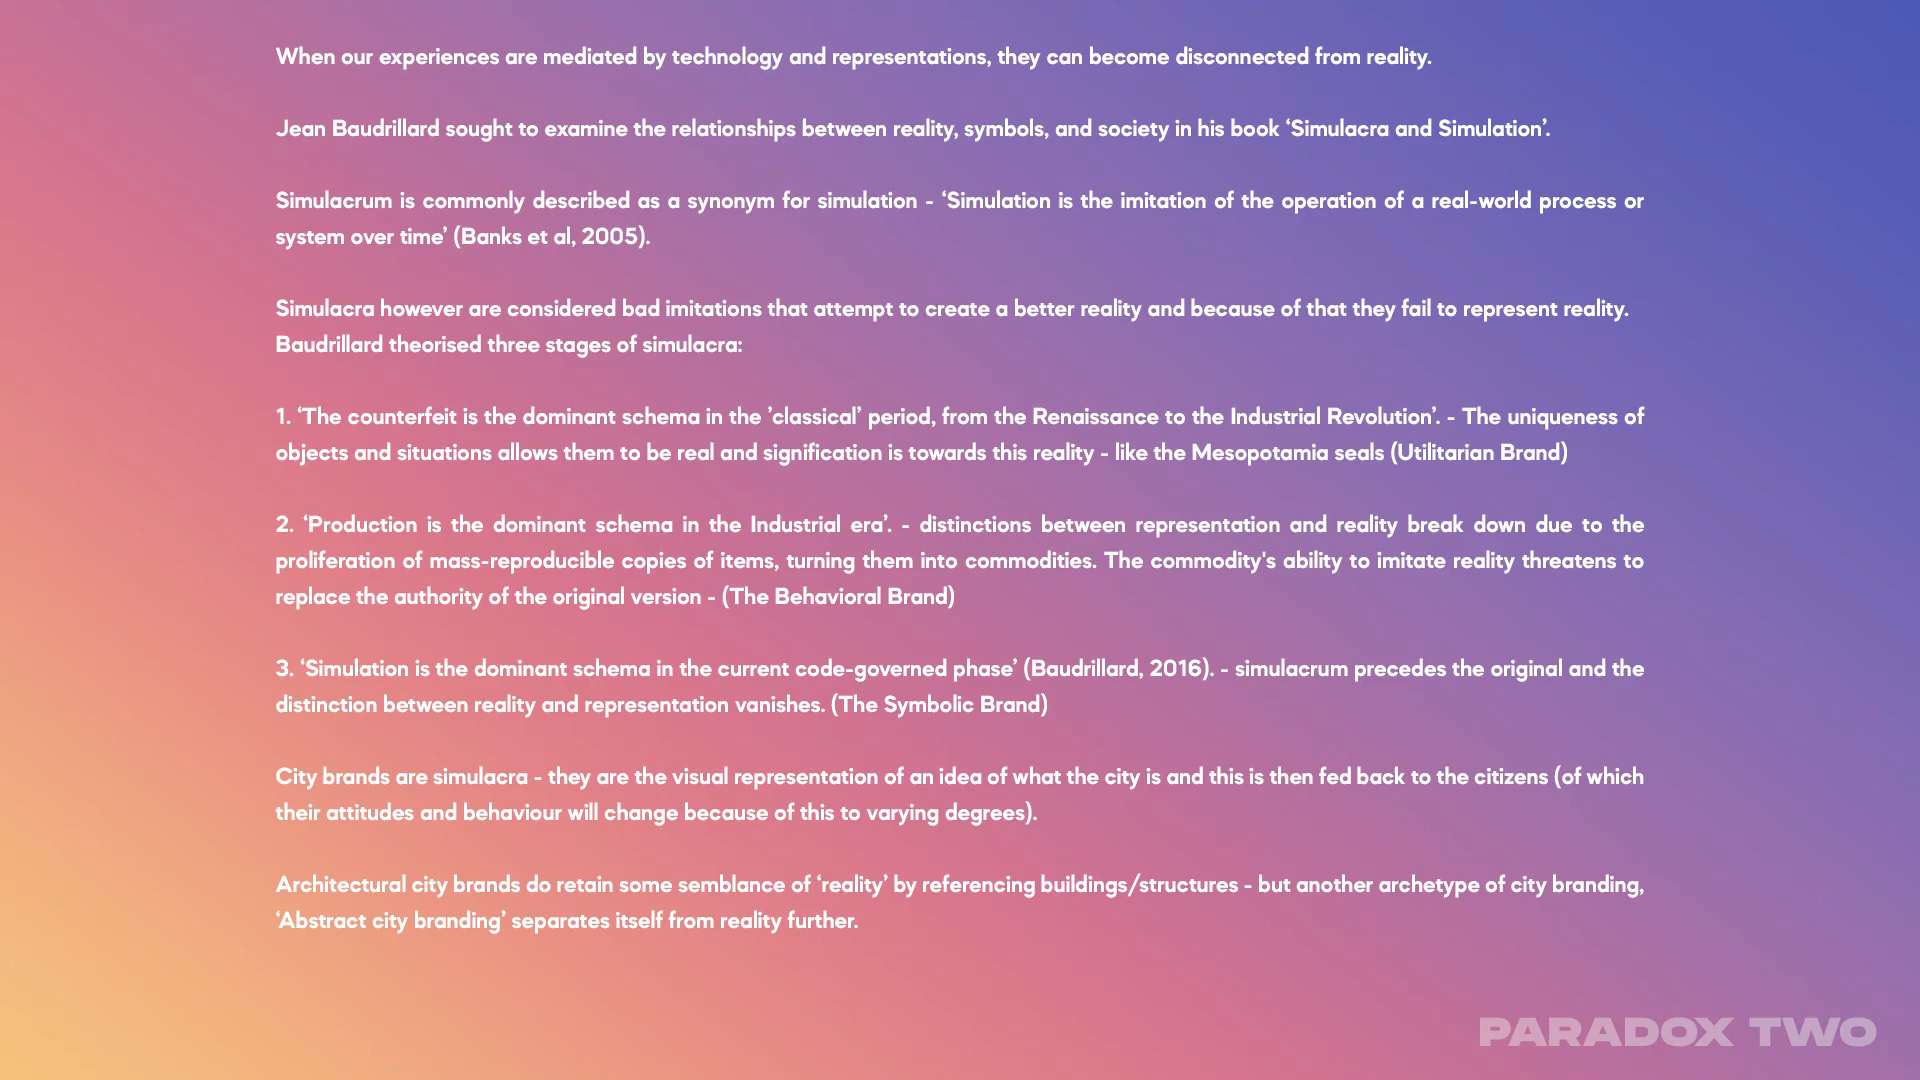 When our experiences are mediated by technology and representations, they can become disconnected from reality.
Jean Baudrillard sought to examine the relationships between reality, symbols, and society in his book ‘Simulacra and Simulation’.
Simulacrum is commonly described as a synonym for simulation - ‘Simulation is the imitation of the operation of a real-world process or
system over time’ (Banks et al, 2005).
Simulacra however are considered bad imitations that attempt to create a better reality and because of that they fail to represent reality.
Baudrillard theorised three stages of simulacra:
1. ‘The counterfeit is the dominant schema in the ’classical’ period, from the Renaissance to the Industrial Revolution’. - The uniqueness of
objects and situations allows them to be real and signification is towards this reality - like the Mesopotamia seals (Utilitarian Brand)
2. ‘Production is the dominant schema in the Industrial era’. - distinctions between representation and reality break down due to the
proliferation of mass-reproducible copies of items, turning them into commodities. The commodity's ability to imitate reality threatens to
replace the authority of the original version - (The Behavioral Brand)
3. ‘Simulation is the dominant schema in the current code-governed phase’ (Baudrillard, 2016). - simulacrum precedes the original and the
distinction between reality and representation vanishes. (The Symbolic Brand)
City brands are simulacra - they are the visual representation of an idea of what the city is and this is then fed back to the citizens (of which
their attitudes and behaviour will change because of this to varying degrees).
Architectural city brands do retain some semblance of ‘reality’ by referencing buildings/structures - but another archetype of city branding,
‘Abstract city branding’ separates itself from reality further.
PARADOX TWO